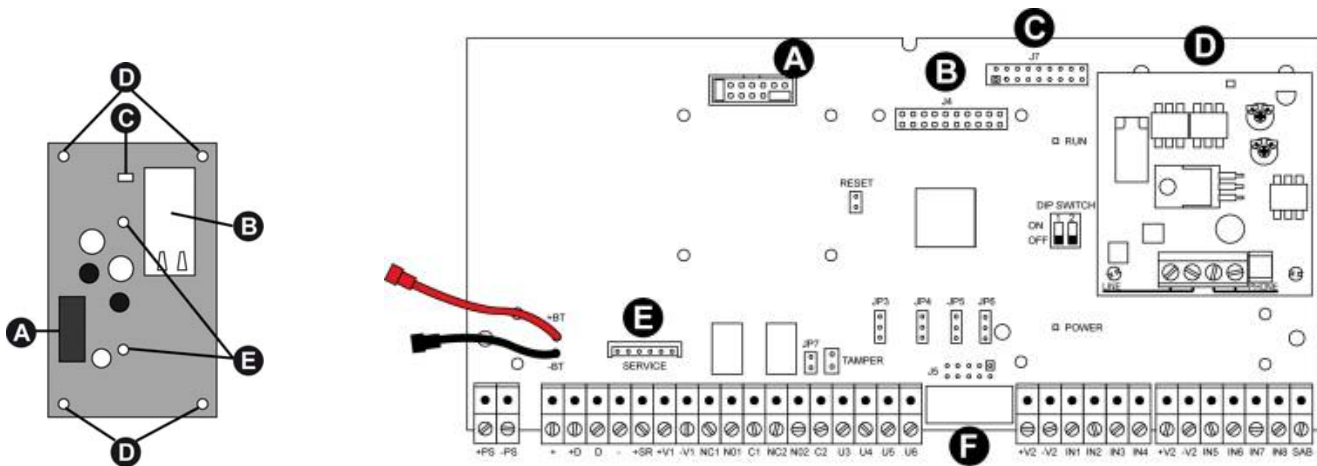 D
C
B
A
E
D
A
B
C
D
J7
J4
RUN
RESET
DIP SWITCH
1 2
ON
OFF
LINE
PHONE
+BT
-BT
E
SERVICE
JP3
JP4
JP5
JP6
POWER
JP7
TAMPER
J5
F
+PS -PS
+ +D D - +SR +V1 -V1 NC1 N01 C1 NC2 N02 C2 U3 U4 U5 U6
+V2 -V2 IN1 IN2 IN3 IN4
+V2 -V2 IN5 IN6 IN7 IN8 SAB